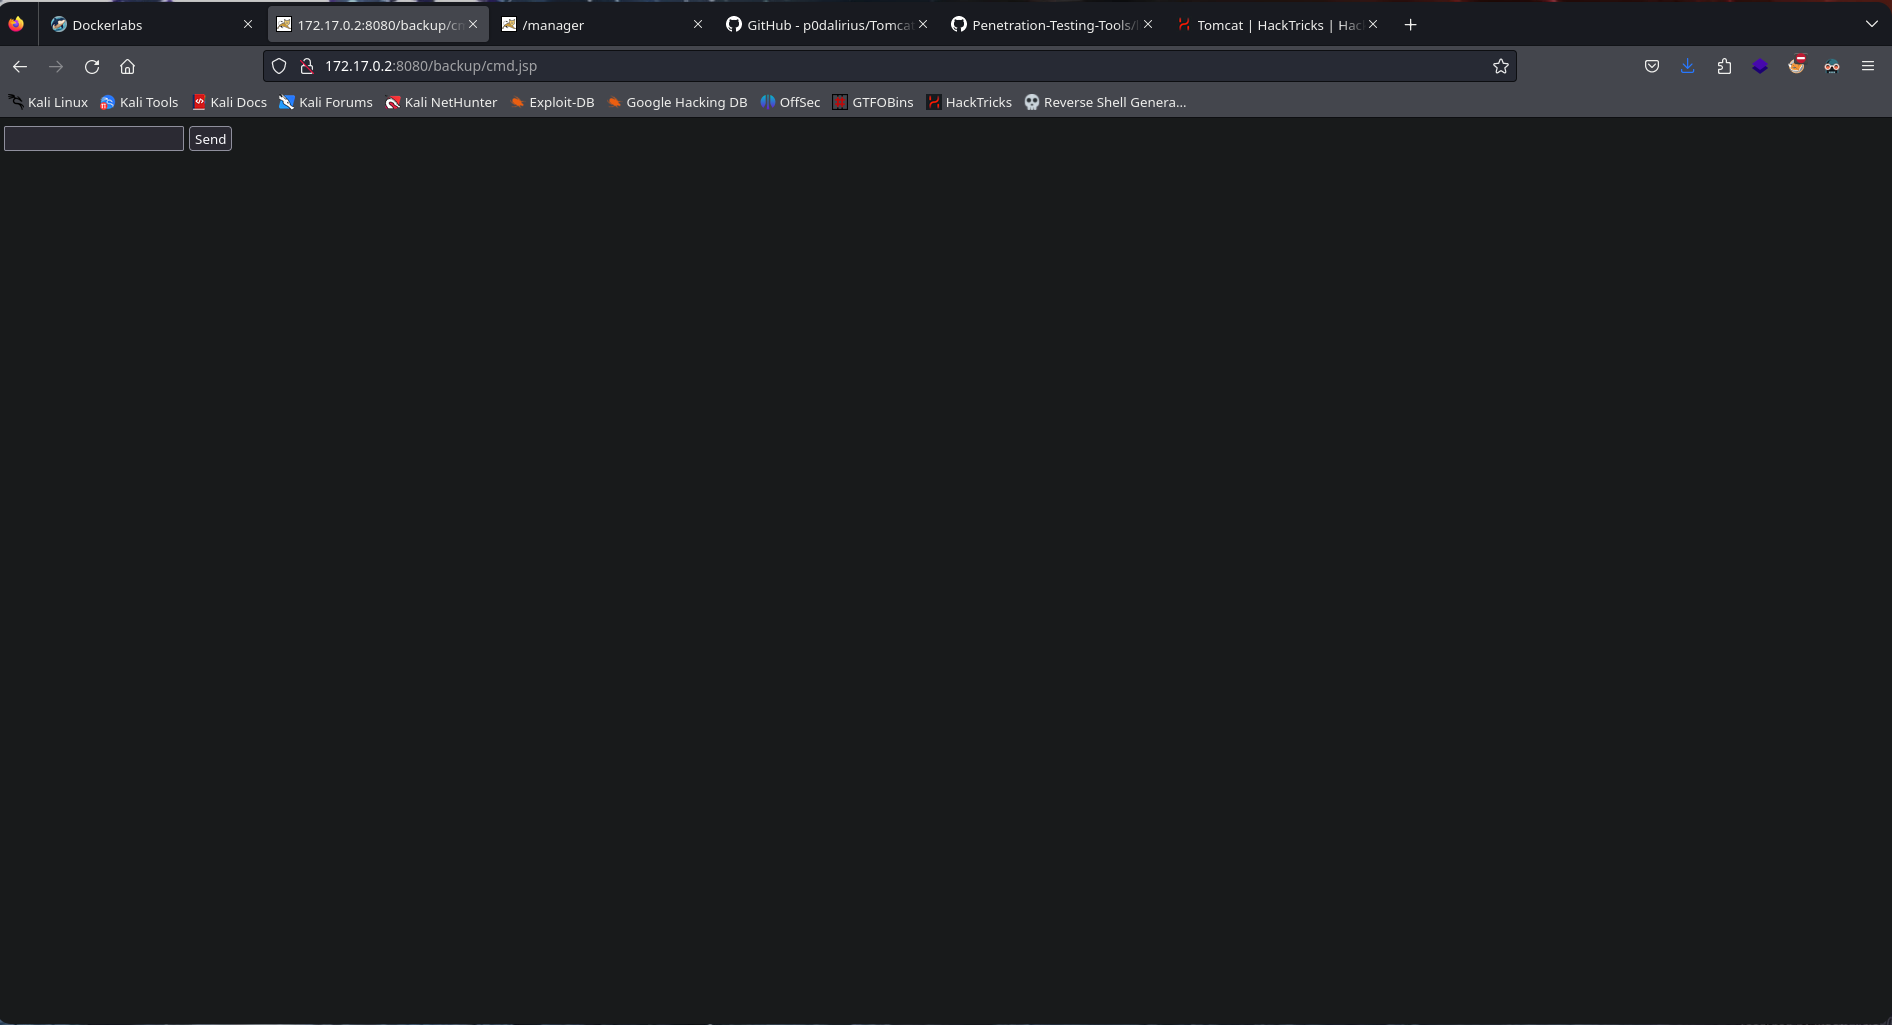 Dockerlabs
172.17.0.2:8080/backup/cm
/manager
GitHub - p0dalirius/Tomcat
Penetration-Testing-Tools/
Tomcat | HackTricks | Hac
172.17.0.2:8080/backup/cmd.jsp
Kali Linux Kali Tools Kali Docs Kali Forums Kali NetHunter Exploit-DB Google Hacking DB OffSec GTFOBins HackTricks Reverse Shell Genera...
Send